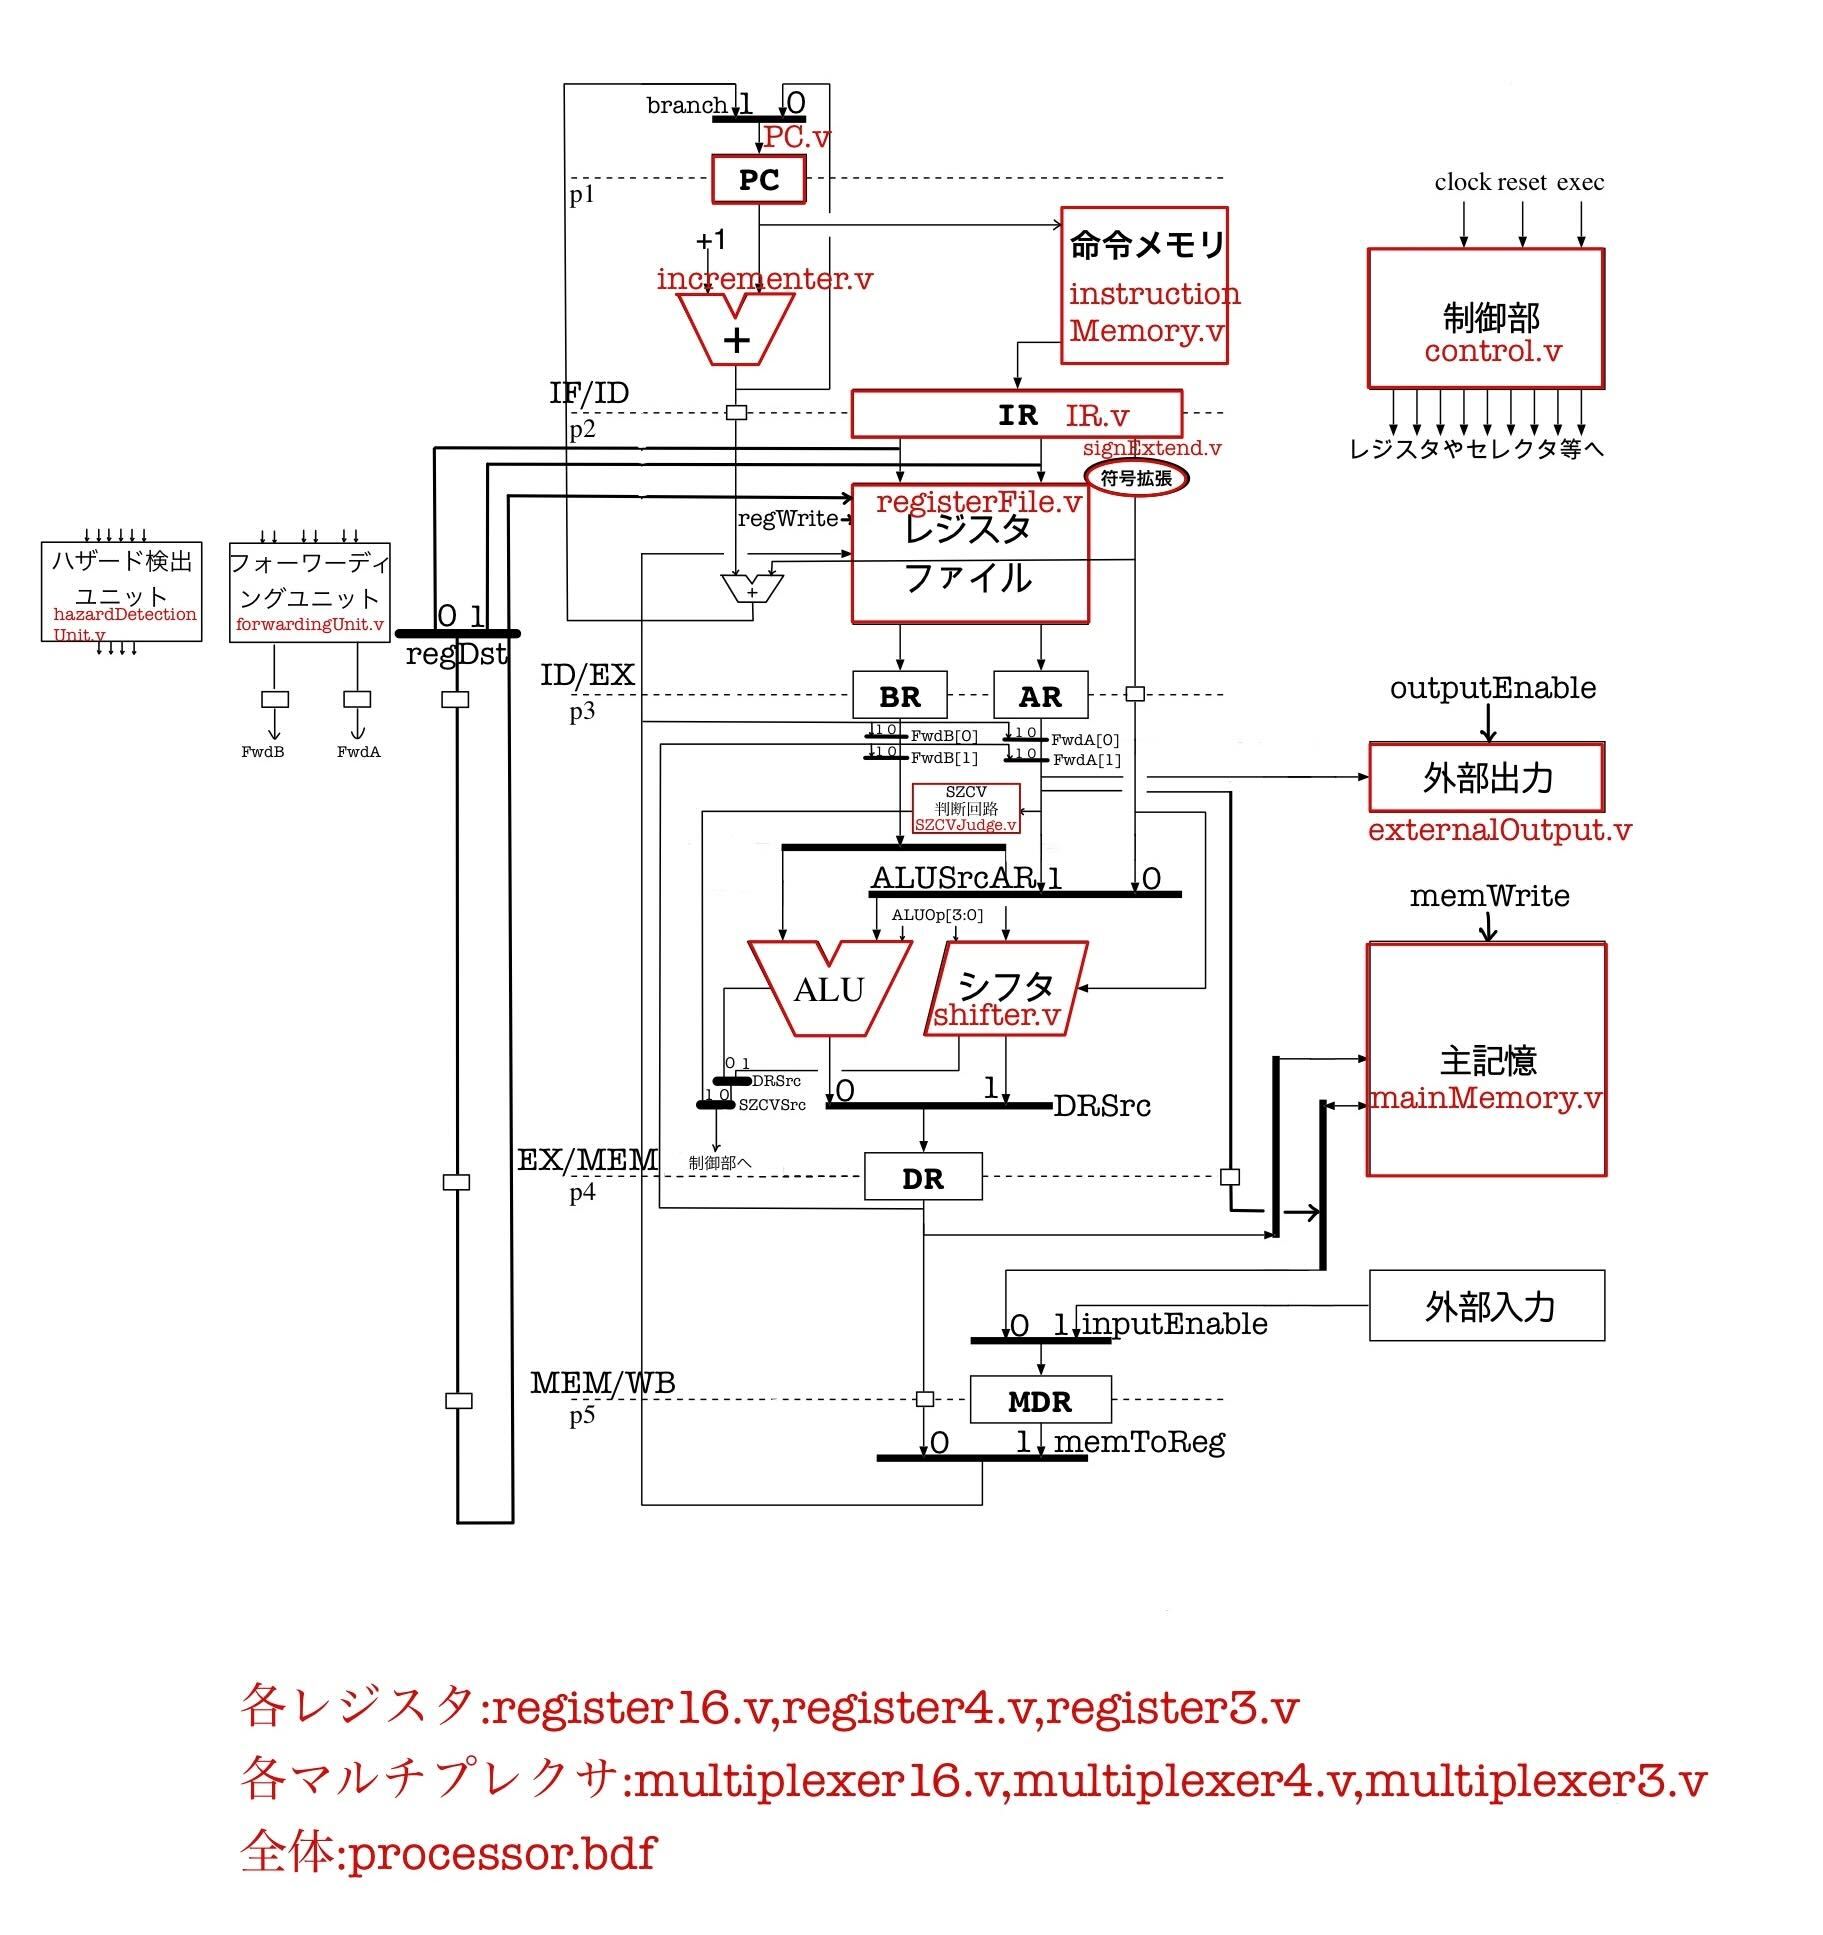 branch 1 0
PC.v
PC
p1
clock reset exec
+1
incrementer.v
+
命令メモリ
instruction
Memory.v
制御部
control.v
レジスタやセレクタ等へ
IF/ID
p2
IR IR.v
signExtend.v
符号拡張
registerFile.v
regWrite
レジスタ
ファイル
+
ハザード検出
ユニット
hazardDetection
Unit.v
フォーワーディ
ングユニット
forwardingUnit.v
0 1
regDst
FwdB FwdA
ID/EX
p3
BR AR
1 0 FwdB[0]
1 0 FwdA[0]
1 0 FwdB[1]
1 0 FwdA[1]
outputEnable
外部出力
externalOutput.v
SZCV
判断回路
SZCVJudge.v
ALUSrcAR 1 0
ALUOp[3:0]
memWrite
ALU
シフタ
shifter.v
0 1
DRSrc
1 0 SZCVSrc
0 1 DRSrc
制御部へ
主記憶
mainMemory.v
EX/MEM
p4
DR
外部入力
0 1 inputEnable
MEM/WB
p5
MDR
0 1 memToReg
各レジスタ:register16.v,register4.v,register3.v
各マルチプレクサ:multiplexer16.v,multiplexer4.v,multiplexer3.v
全体:processor.bdf